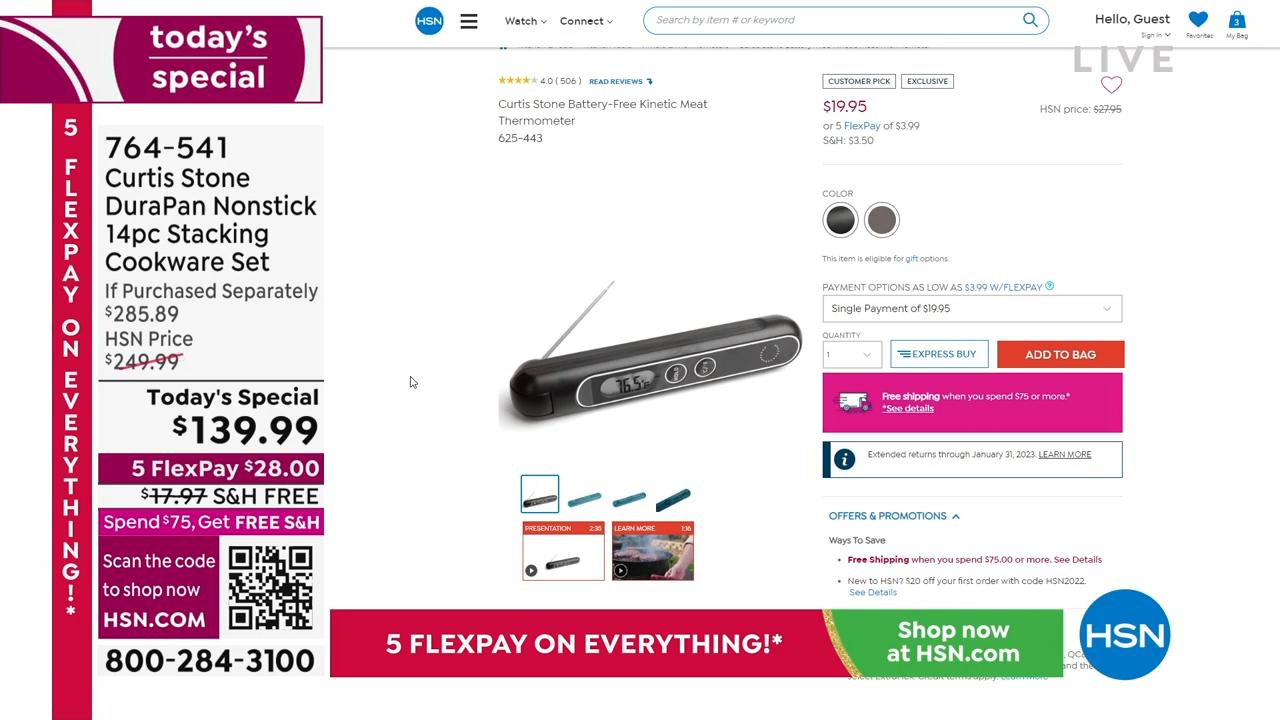 today's
special
5 FLEXPAY ON EVERYTHING!*
764-541
Curtis Stone
DuraPan Nonstick
14pc Stacking
Cookware Set
If Purchased Separately
$285.89
HSN Price
$249.99
Today's Special
$139.99
5 FlexPay $28.00
$17.97 S&H FREE
Spend $75, Get FREE S&H
Scan the code
to shop now
HSN.COM
800-284-3100
HSN
Watch
Connect
Search by item # or keyword
Hello, Guest
Sign in
Favorites
3
My Bag
LIVE
4.0 ( 506 ) READ REVIEWS
Curtis Stone Battery-Free Kinetic Meat
Thermometer
625-443
CUSTOMER PICK
EXCLUSIVE
$19.95
HSN price: $27.95
or 5 FlexPay of $3.99
S&H: $3.50
COLOR
This item is eligible for gift options.
PAYMENT OPTIONS AS LOW AS $3.99 W/FLEXPAY ?
Single Payment of $19.95
QUANTITY
1
EXPRESS BUY
ADD TO BAG
Free shipping when you spend $75 or more.*
*See details
Extended returns through January 31, 2023. LEARN MORE
OFFERS & PROMOTIONS
Ways To Save
Free Shipping when you spend $75.00 or more. See Details
New to HSN? $20 off your first order with code HSN2022.
See Details
76.5°F
HOLD
C/F
PRESENTATION 2:35
LEARN MORE 1:16
5 FLEXPAY ON EVERYTHING!*
Shop now
at HSN.com
HSN